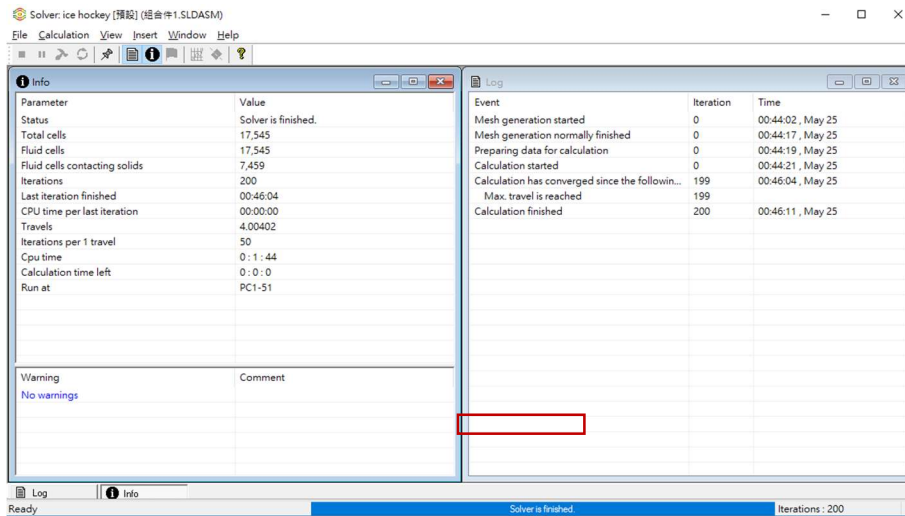 Solver: ice hockey [預設] (組合件1.SLDASM)
File Calculation View Insert Window Help
Info
Parameter Value
Status Solver is finished.
Total cells 17,545
Fluid cells 17,545
Fluid cells contacting solids 7,459
Iterations 200
Last iteration finished 00:46:04
CPU time per last iteration 00:00:00
Travels 4.00402
Iterations per 1 travel 50
Cpu time 0 : 1 : 44
Calculation time left 0 : 0 : 0
Run at PC1-51
Warning Comment
No warnings
Log
Event Iteration Time
Mesh generation started 0 00:44:02 , May 25
Mesh generation normally finished 0 00:44:17 , May 25
Preparing data for calculation 0 00:44:19 , May 25
Calculation started 0 00:44:21 , May 25
Calculation has converged since the followin... 199 00:46:04 , May 25
Max. travel is reached 199
Calculation finished 200 00:46:11 , May 25
Log Info
Ready Solver is finished. Iterations : 200